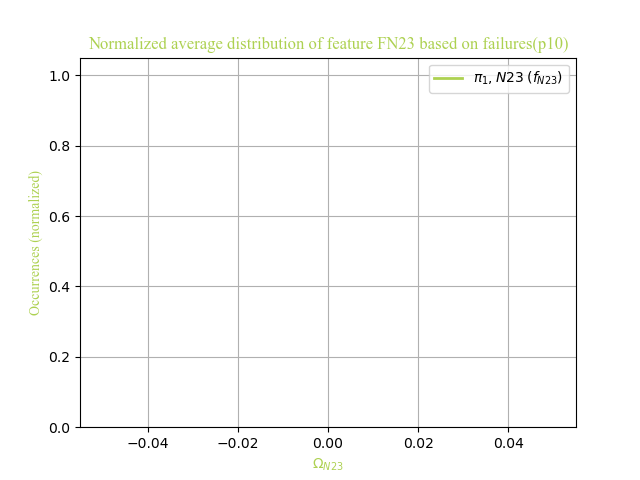 Normalized average distribution of feature FN23 based on failures(p10)
π1, N23 (fN23)
1.0
0.8
0.6
0.4
0.2
0.0
Occurrences (normalized)
−0.04 −0.02 0.00 0.02 0.04
ΩN23